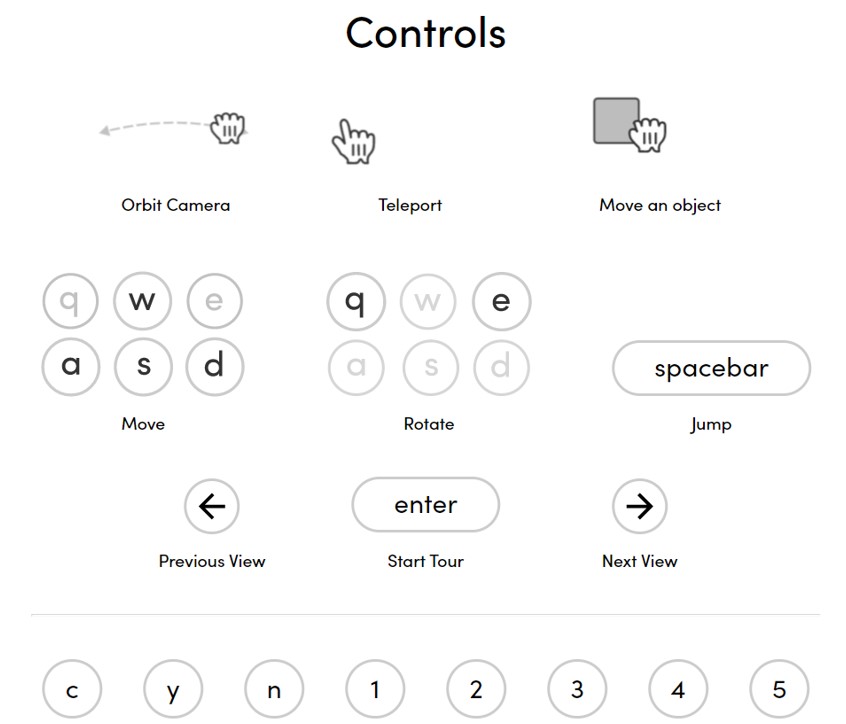 Controls
Orbit Camera Teleport Move an object
q w e q w e
a s d a s d spacebar
Move Rotate Jump
← enter →
Previous View Start Tour Next View
c y n 1 2 3 4 5